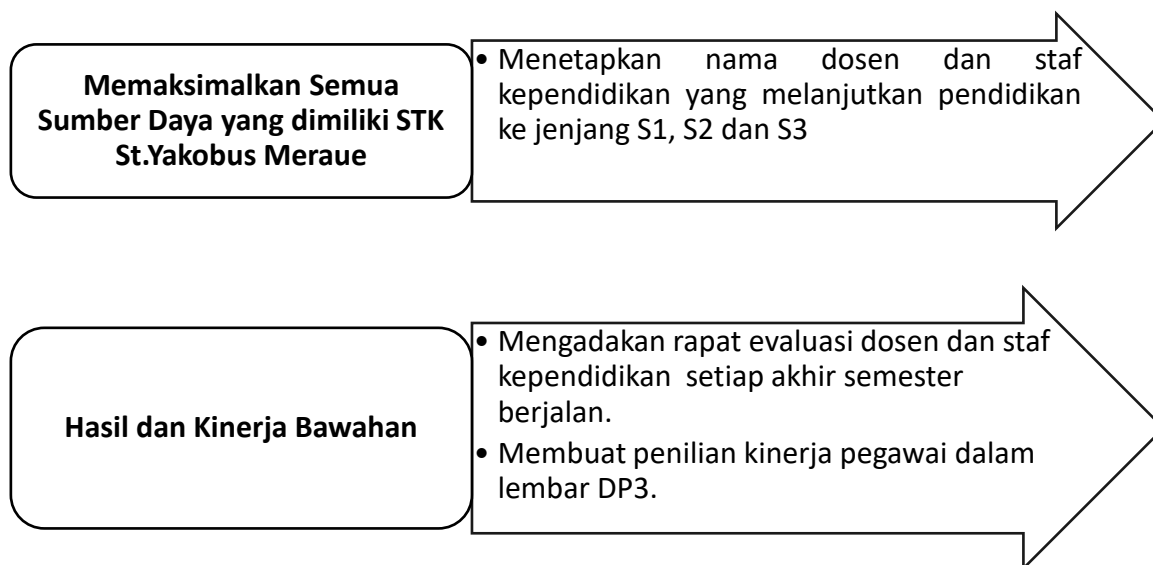 Memaksimalkan Semua
Sumber Daya yang dimiliki STK
St.Yakobus Meraue
• Menetapkan nama dosen dan staf
kependidikan yang melanjutkan pendidikan
ke jenjang S1, S2 dan S3
Hasil dan Kinerja Bawahan
• Mengadakan rapat evaluasi dosen dan staf
kependidikan setiap akhir semester
berjalan.
• Membuat penilian kinerja pegawai dalam
lembar DP3.